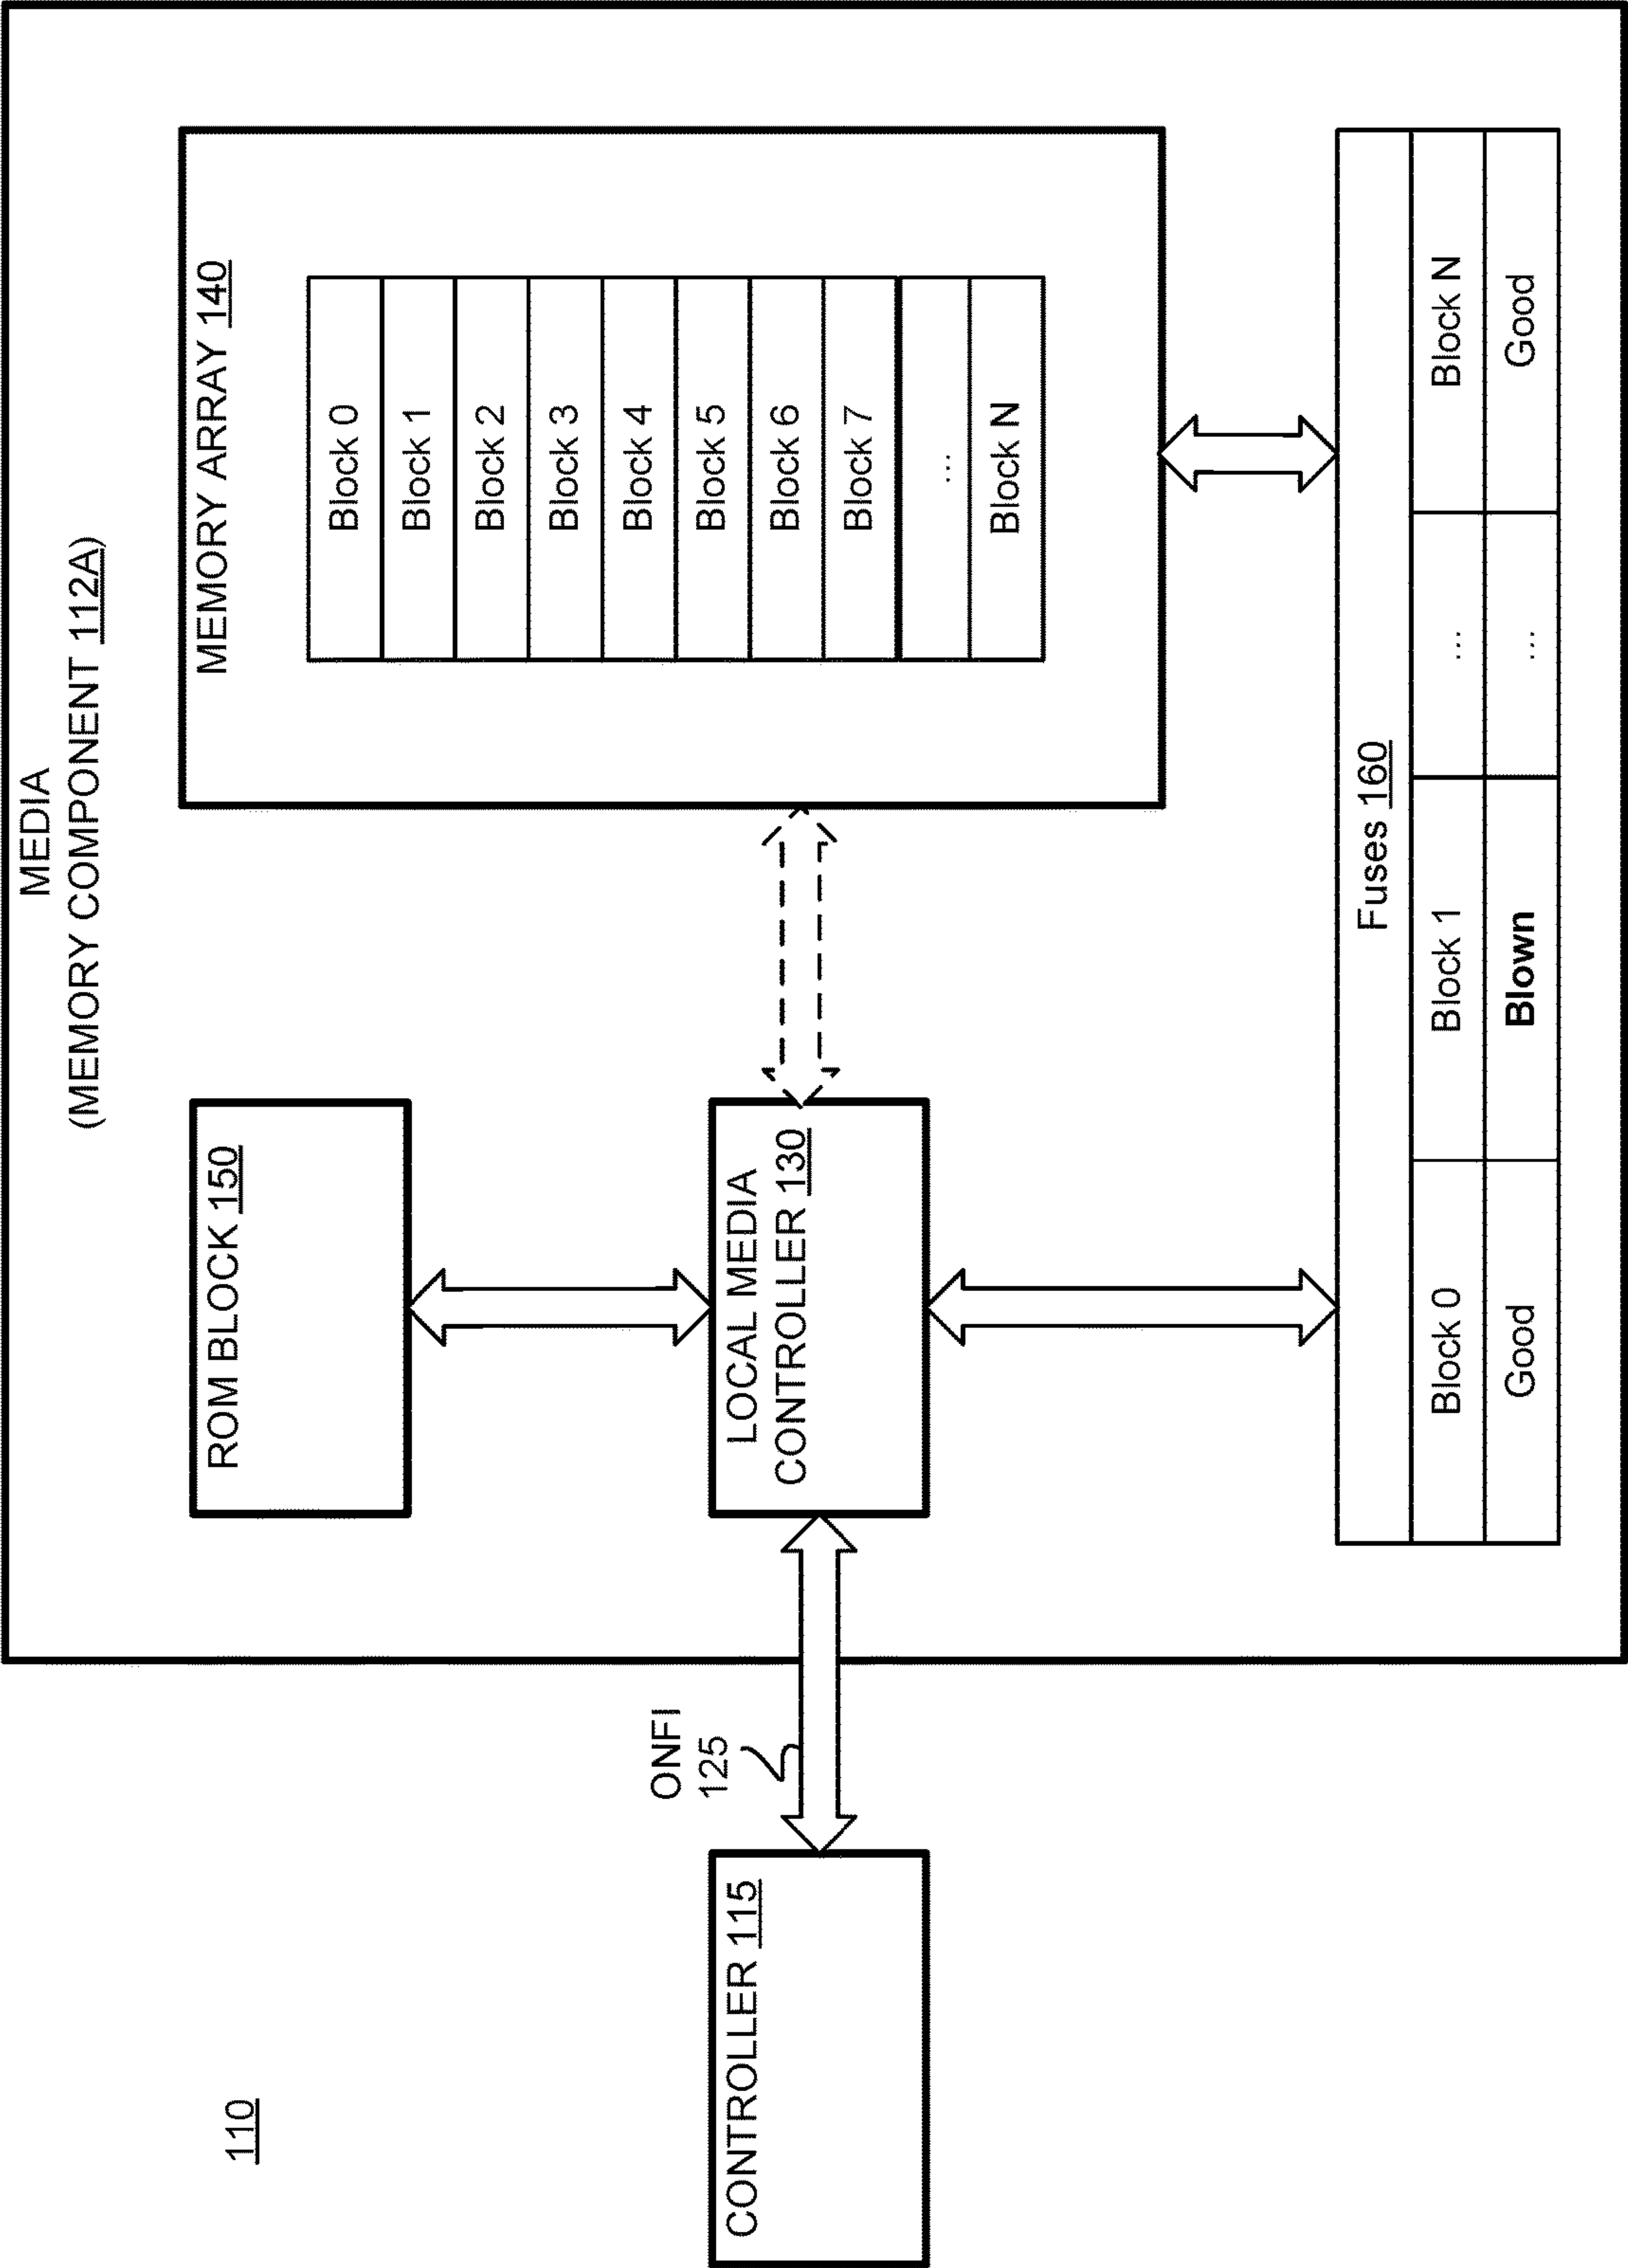 110
MEDIA
(MEMORY COMPONENT 112A)
CONTROLLER 115
ONFI
125
ROM BLOCK 150
LOCAL MEDIA
CONTROLLER 130
MEMORY ARRAY 140
Block 0
Block 1
Block 2
Block 3
Block 4
Block 5
Block 6
Block 7
...
Block N
Fuses 160
Block 0 Block 1 ... Block N
Good Blown ... Good